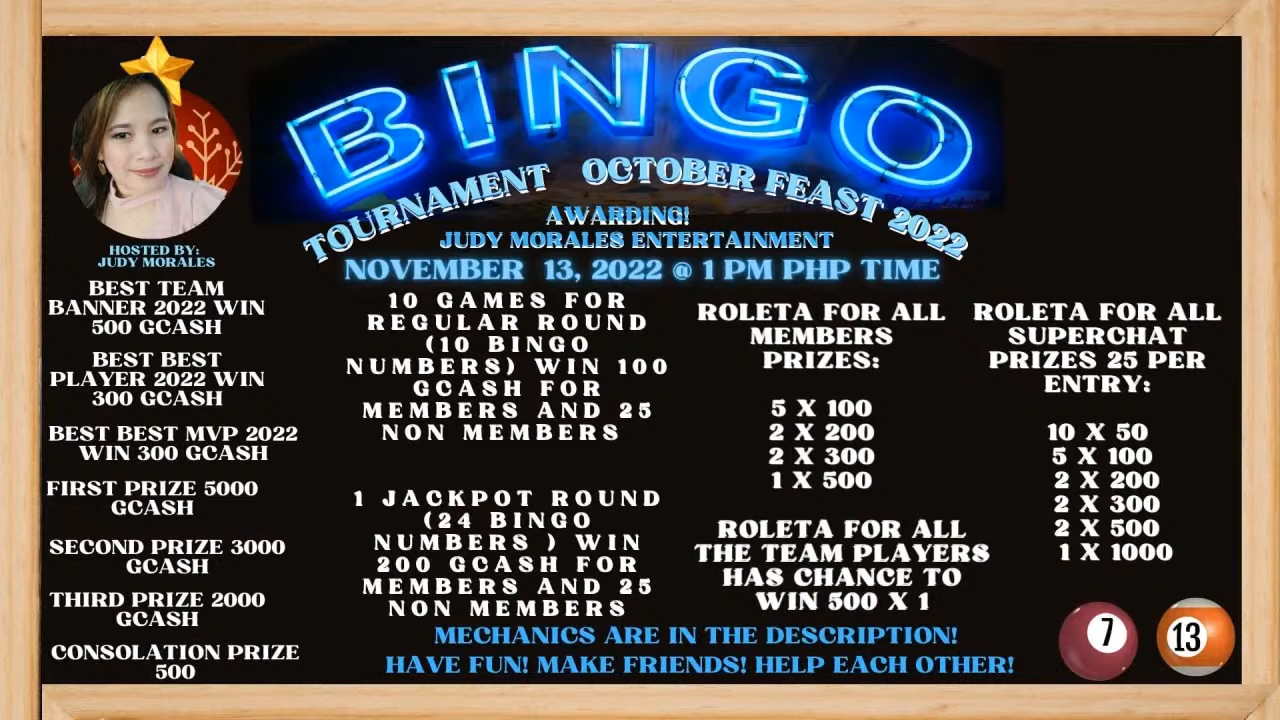 BINGO
TOURNAMENT OCTOBER FEAST 2022
AWARDING!
JUDY MORALES ENTERTAINMENT
NOVEMBER 13, 2022 @ 1 PM PHP TIME
HOSTED BY:
JUDY MORALES
BEST TEAM
BANNER 2022 WIN
500 GCASH
BEST BEST
PLAYER 2022 WIN
300 GCASH
BEST BEST MVP 2022
WIN 300 GCASH
FIRST PRIZE 5000
GCASH
SECOND PRIZE 3000
GCASH
THIRD PRIZE 2000
GCASH
CONSOLATION PRIZE
500
10 GAMES FOR
REGULAR ROUND
(10 BINGO
NUMBERS) WIN 100
GCASH FOR
MEMBERS AND 25
NON MEMBERS
1 JACKPOT ROUND
(24 BINGO
NUMBERS ) WIN
200 GCASH FOR
MEMBERS AND 25
NON MEMBERS
ROLETA FOR ALL
MEMBERS
PRIZES:
5 X 100
2 X 200
2 X 300
1 X 500
ROLETA FOR ALL
THE TEAM PLAYERS
HAS CHANCE TO
WIN 500 X 1
ROLETA FOR ALL
SUPERCHAT
PRIZES 25 PER
ENTRY:
10 X 50
5 X 100
2 X 200
2 X 300
2 X 500
1 X 1000
MECHANICS ARE IN THE DESCRIPTION!
HAVE FUN! MAKE FRIENDS! HELP EACH OTHER!
7
13